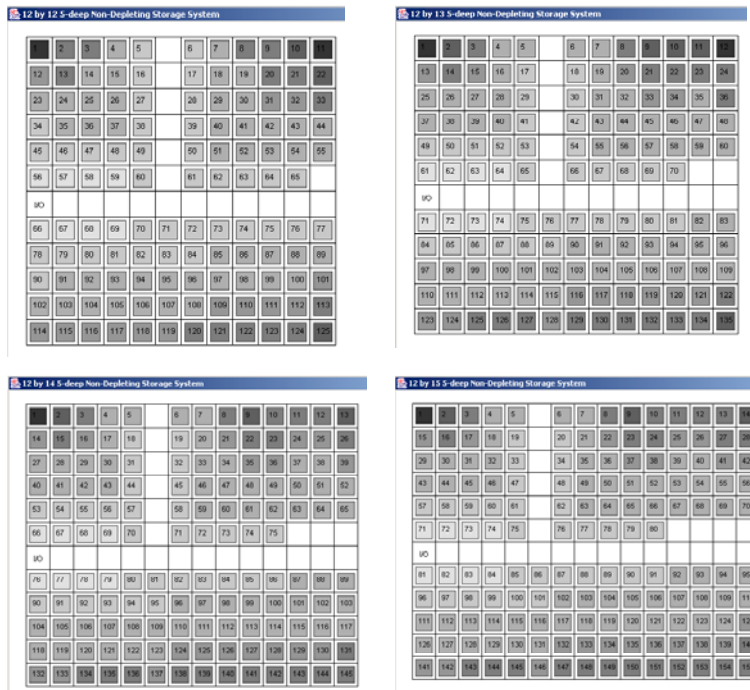 12 by 12 5-deep Non-Depleting Storage System
1 2 3 4 5 6 7 8 9 10 11
12 13 14 15 16 17 18 19 20 21 22
23 24 25 26 27 28 29 30 31 32 33
34 35 36 37 38 39 40 41 42 43 44
45 46 47 48 49 50 51 52 53 54 55
56 57 58 59 60 61 62 63 64 65
I/O
66 67 68 69 70 71 72 73 74 75 76 77
78 79 80 81 82 83 84 85 86 87 88 89
90 91 92 93 94 95 96 97 98 99 100 101
102 103 104 105 106 107 108 109 110 111 112 113
114 115 116 117 118 119 120 121 122 123 124 125
12 by 13 5-deep Non-Depleting Storage System
1 2 3 4 5 6 7 8 9 10 11 12
13 14 15 16 17 18 19 20 21 22 23 24
25 26 27 28 29 30 31 32 33 34 35 36
37 38 39 40 41 42 43 44 45 46 47 48
49 50 51 52 53 54 55 56 57 58 59 60
61 62 63 64 65 66 67 68 69 70
I/O
71 72 73 74 75 76 77 78 79 80 81 82 83
84 85 86 87 88 89 90 91 92 93 94 95 96
97 98 99 100 101 102 103 104 105 106 107 108 109
110 111 112 113 114 115 116 117 118 119 120 121 122
123 124 125 126 127 128 129 130 131 132 133 134 135
12 by 14 5-deep Non-Depleting Storage System
1 2 3 4 5 6 7 8 9 10 11 12 13
14 15 16 17 18 19 20 21 22 23 24 25 26
27 28 29 30 31 32 33 34 35 36 37 38 39
40 41 42 43 44 45 46 47 48 49 50 51 52
53 54 55 56 57 58 59 60 61 62 63 64 65
66 67 68 69 70 71 72 73 74 75
I/O
76 77 78 79 80 81 82 83 84 85 86 87 88 89
90 91 92 93 94 95 96 97 98 99 100 101 102 103
104 105 106 107 108 109 110 111 112 113 114 115 116 117
118 119 120 121 122 123 124 125 126 127 128 129 130 131
132 133 134 135 136 137 138 139 140 141 142 143 144 145
12 by 15 5-deep Non-Depleting Storage System
1 2 3 4 5 6 7 8 9 10 11 12 13 14
15 16 17 18 19 20 21 22 23 24 25 26 27 28
29 30 31 32 33 34 35 36 37 38 39 40 41 42
43 44 45 46 47 48 49 50 51 52 53 54 55 56
57 58 59 60 61 62 63 64 65 66 67 68 69 70
71 72 73 74 75 76 77 78 79 80
I/O
81 82 83 84 85 86 87 88 89 90 91 92 93 94 95
96 97 98 99 100 101 102 103 104 105 106 107 108 109 11
111 112 113 114 115 116 117 118 119 120 121 122 123 124 12
126 127 128 129 130 131 132 133 134 135 136 137 138 139 14
141 142 143 144 145 146 147 148 149 150 151 152 153 154 15